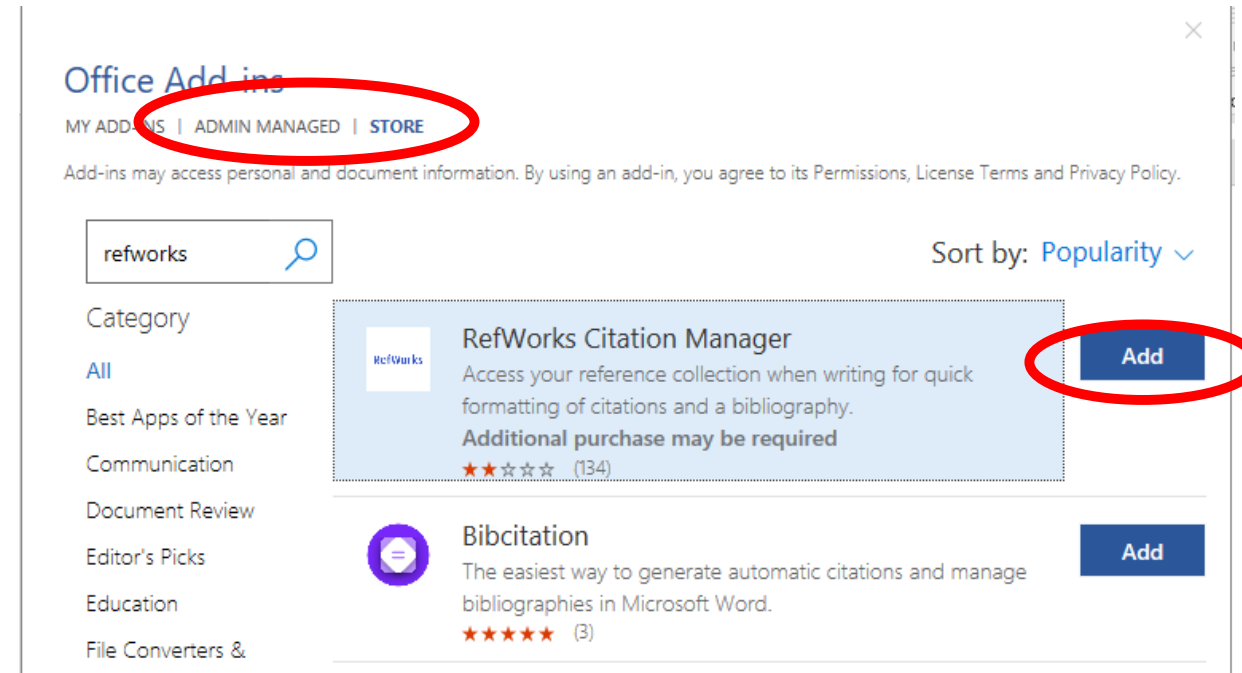 Office Add-ins
MY ADD-INS | ADMIN MANAGED | STORE
Add-ins may access personal and document information. By using an add-in, you agree to its Permissions, License Terms and Privacy Policy.
refworks
Sort by: Popularity
Category
All
Best Apps of the Year
Communication
Document Review
Editor's Picks
Education
File Converters &
RefWorks
RefWorks Citation Manager
Access your reference collection when writing for quick
formatting of citations and a bibliography.
Additional purchase may be required
(134)
Add
Bibcitation
The easiest way to generate automatic citations and manage
bibliographies in Microsoft Word.
(3)
Add